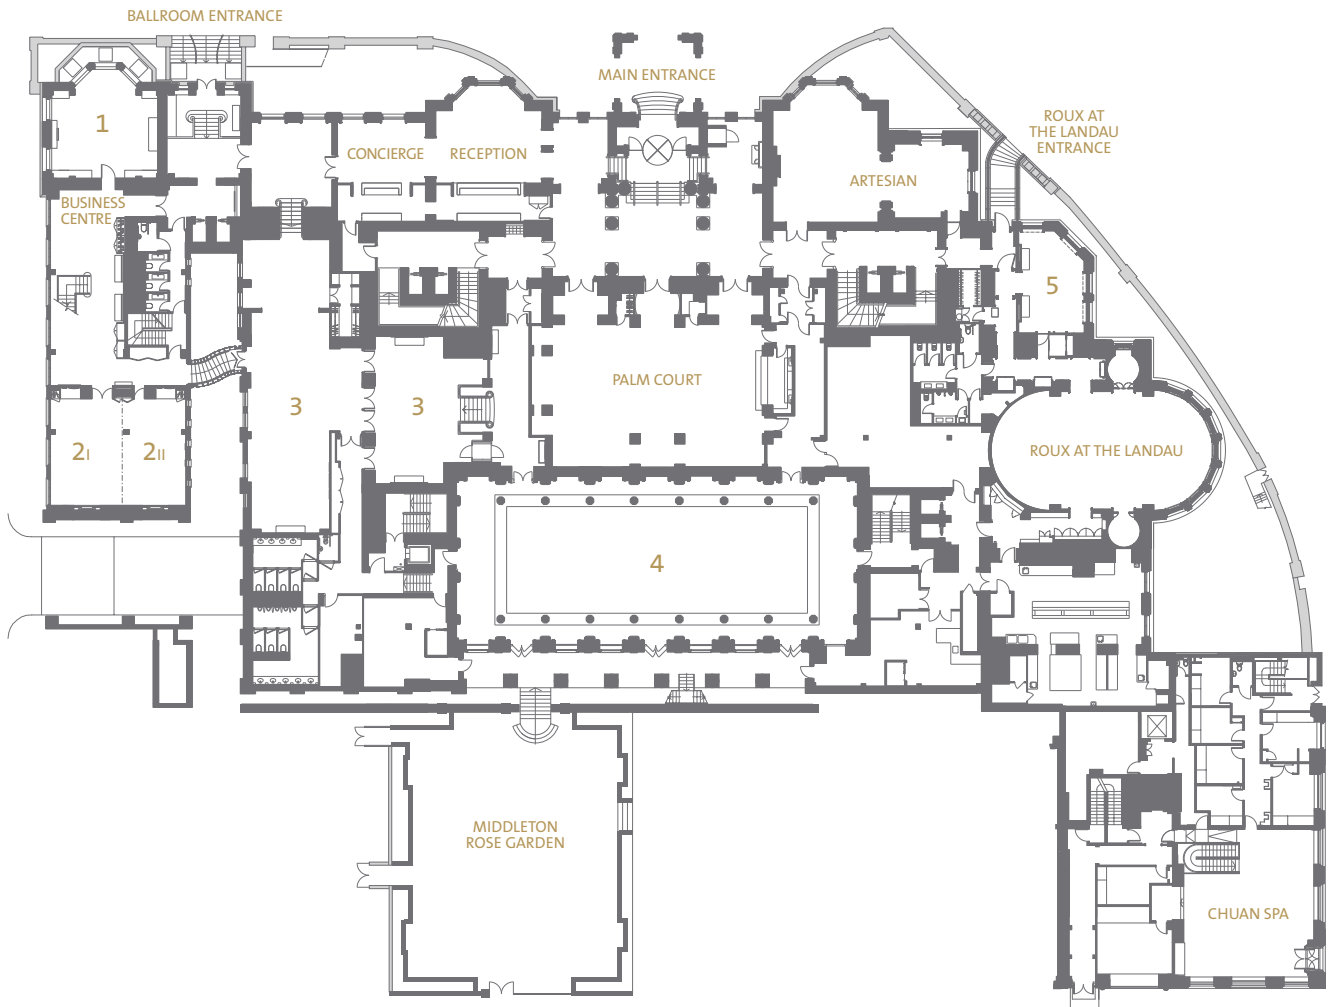 BALLROOM ENTRANCE
MAIN ENTRANCE
ROUX AT
THE LANDAU
ENTRANCE
1
CONCIERGE
RECEPTION
ARTESIAN
BUSINESS
CENTRE
5
PALM COURT
3
3
2I
2II
ROUX AT THE LANDAU
4
MIDDLETON
ROSE GARDEN
CHUAN SPA